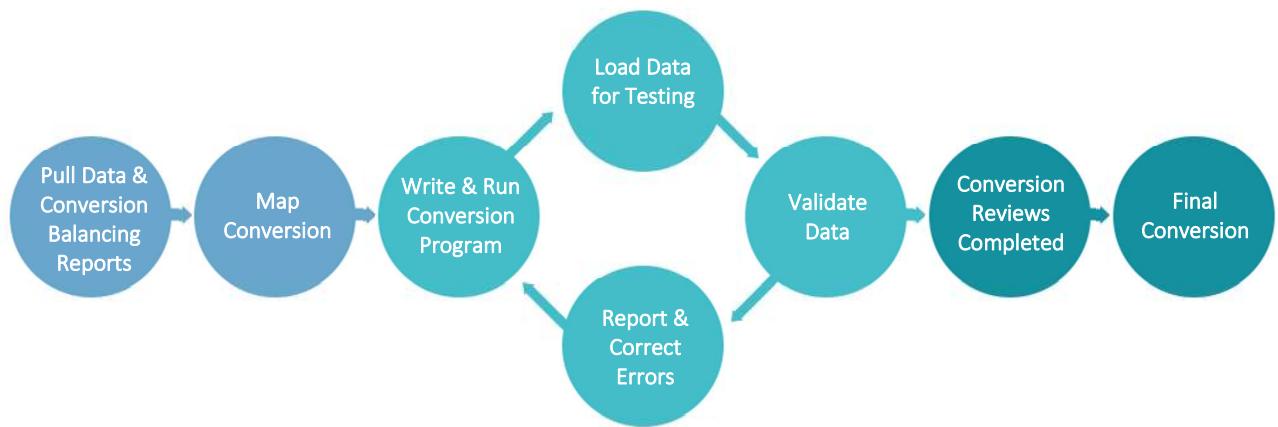 Pull Data &
Conversion
Balancing
Reports
Map
Conversion
Write & Run
Conversion
Program
Load Data
for Testing
Validate
Data
Report &
Correct
Errors
Conversion
Reviews
Completed
Final
Conversion